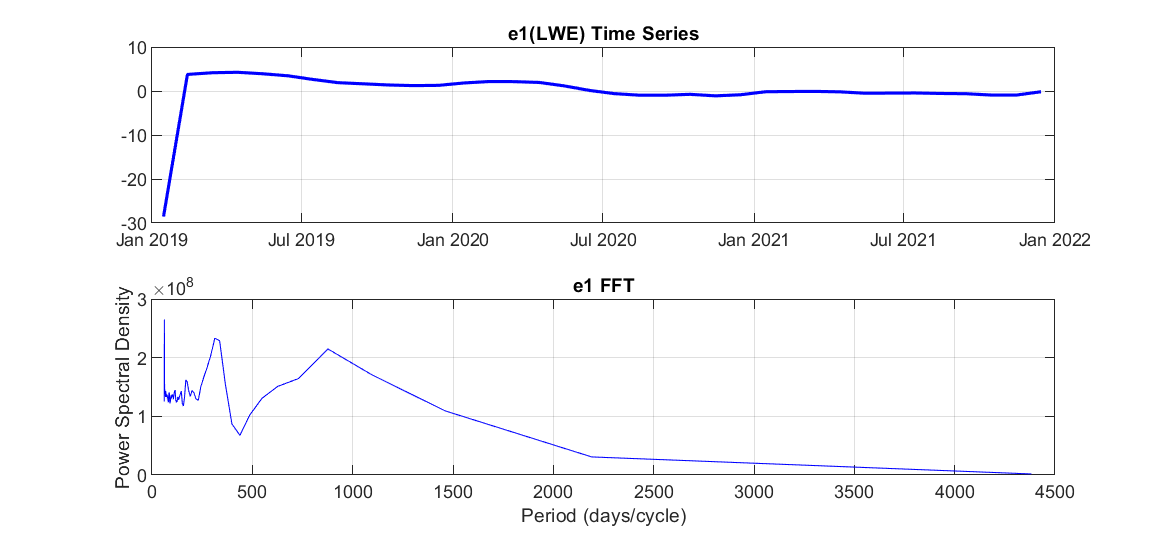 e1(LWE) Time Series
10
0
-10
-20
-30
Jan 2019 Jul 2019 Jan 2020 Jul 2020 Jan 2021 Jul 2021 Jan 2022
e1 FFT
×10^8
Power Spectral Density
3
2
1
0
0 500 1000 1500 2000 2500 3000 3500 4000 4500
Period (days/cycle)